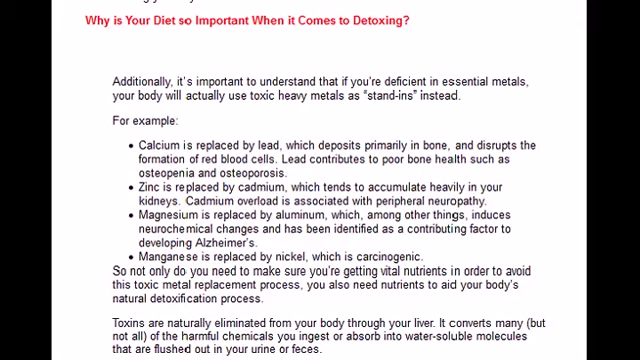 Why is Your Diet so Important When it Comes to Detoxing?
Additionally, it's important to understand that if you're deficient in essential metals,
your body will actually use toxic heavy metals as "stand-ins" instead.
For example:
• Calcium is replaced by lead, which deposits primarily in bone, and disrupts the
formation of red blood cells. Lead contributes to poor bone health such as
osteopenia and osteoporosis.
• Zinc is replaced by cadmium, which tends to accumulate heavily in your
kidneys. Cadmium overload is associated with peripheral neuropathy.
• Magnesium is replaced by aluminum, which, among other things, induces
neurochemical changes and has been identified as a contributing factor to
developing Alzheimer's.
• Manganese is replaced by nickel, which is carcinogenic.
So not only do you need to make sure you're getting vital nutrients in order to avoid
this toxic metal replacement process, you also need nutrients to aid your body's
natural detoxification process.
Toxins are naturally eliminated from your body through your liver. It converts many (but
not all) of the harmful chemicals you ingest or absorb into water-soluble molecules
that are flushed out in your urine or feces.